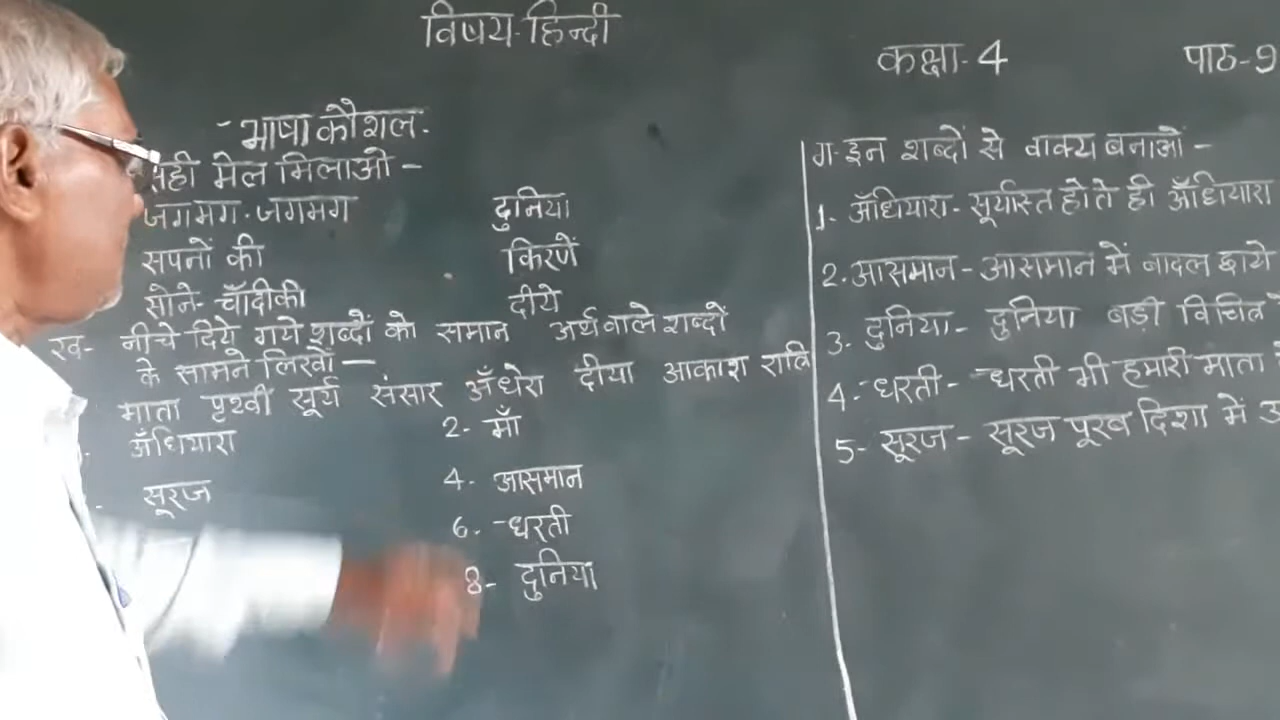 विषय-हिन्दी
कक्षा-4
पाठ-9
-भाषा कौशल-
सही मेल मिलाओ -
जगमग-जगमग दुनिया
सपनों की किरणें
सोने-चाँदी की दीये
ख- नीचे दिये गये शब्दों को समान अर्थ वाले शब्दों
के सामने लिखों —
माता पृथ्वी सूर्य संसार अँधेरा दीया आकाश रात्रि
अँधियारा 2- माँ
सूरज 4- आसमान
6- धरती
8- दुनिया
ग-इन शब्दों से वाक्य बनाओ -
1- अँधियारा- सूर्यास्त होते ही अँधियारा
2-आसमान- आसमान में बादल छाये
3- दुनिया- दुनिया बड़ी विचित्र
4- धरती- धरती भी हमारी माता
5- सूरज - सूरज पूरब दिशा में